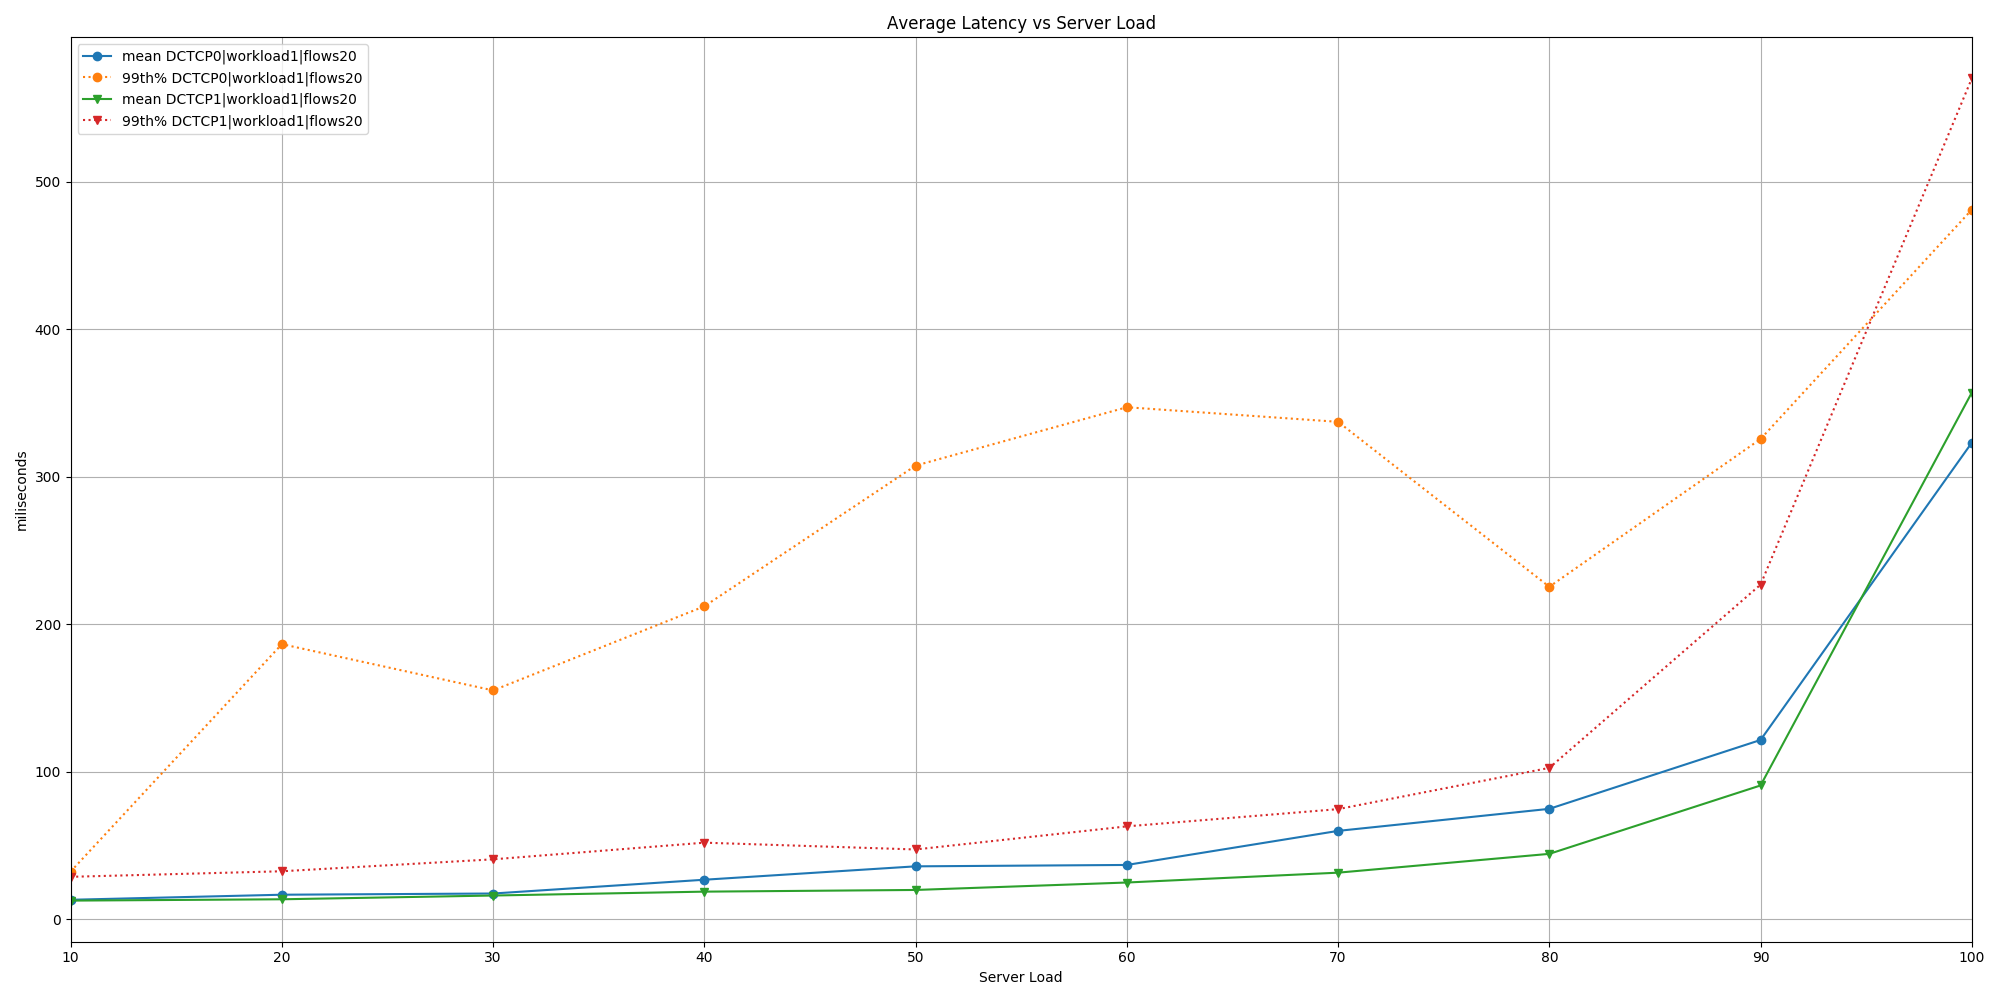 Average Latency vs Server Load
mean DCTCP0|workload1|flows20
99th% DCTCP0|workload1|flows20
mean DCTCP1|workload1|flows20
99th% DCTCP1|workload1|flows20
miliseconds
500
400
300
200
100
0
10 20 30 40 50 60 70 80 90 100
Server Load